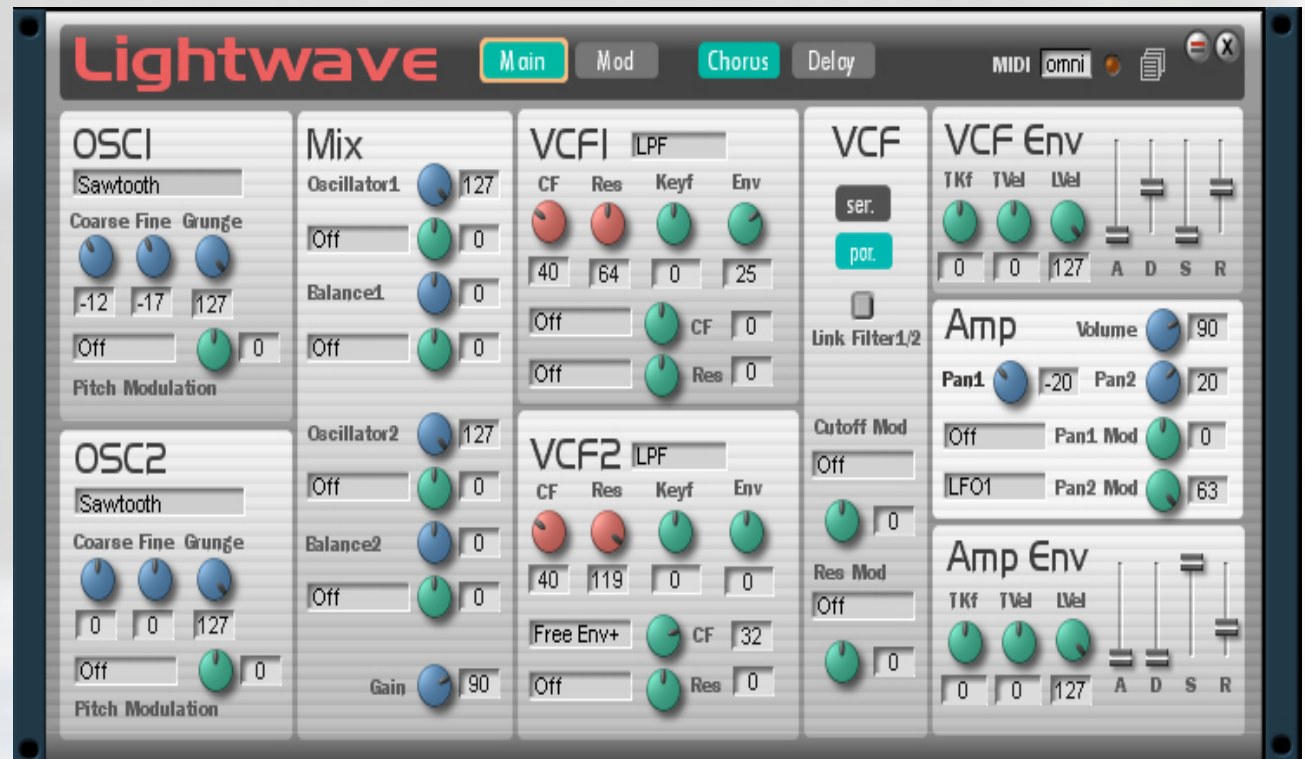 Lightwave Main Mod Chorus Delay MIDI omni X
OSC1
Sawtooth
Coarse Fine Grunge
-12 -17 127
Off 0
Pitch Modulation
OSC2
Sawtooth
Coarse Fine Grunge
0 0 127
Off 0
Pitch Modulation
Mix
Oscillator1 127
Off 0
Balance1 0
Off 0
Oscillator2 127
Off 0
Balance2 0
Off 0
Gain 90
VCF1 LPF
CF Res Keyf Env
40 64 0 25
Off CF 0
Off Res 0
VCF2 LPF
CF Res Keyf Env
40 119 0 0
Free Env+ CF 32
Off Res 0
VCF
ser.
par.
Link Filter1/2
Cutoff Mod
Off
0
Res Mod
Off
0
VCF Env
TKf TVel LVel
0 0 127 A D S R
Amp Volume 90
Pan1 -20 Pan2 20
Off Pan1 Mod 0
LFO1 Pan2 Mod 63
Amp Env
TKf TVel LVel
0 0 127 A D S R